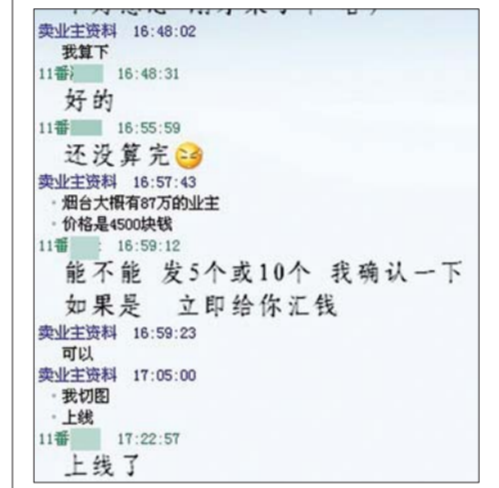 卖业主资料 16:48:02
我算下
11番 16:48:31
好的
11番 16:55:59
还没算完
卖业主资料 16:57:43
·烟台大概有87万的业主
·价格是4500块钱
11番 : 16:59:12
能不能 发5个或10个 我确认一下
如果是 立即给你汇钱
卖业主资料 16:59:23
可以
卖业主资料 17:05:00
·我切图
·上线
11番 17:22:57
上线了